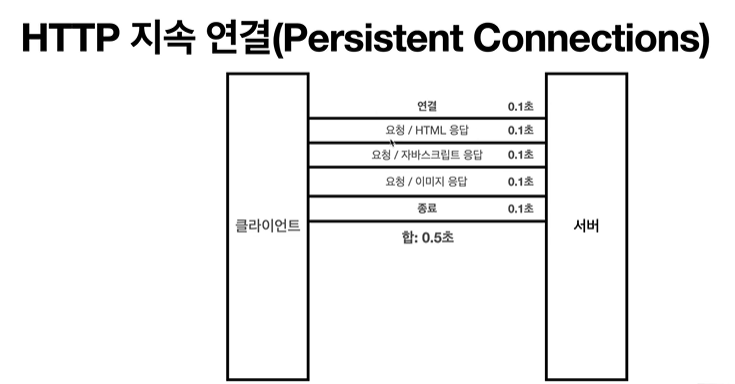 HTTP 지속 연결(Persistent Connections)
연결 0.1초
요청 / HTML 응답 0.1초
요청 / 자바스크립트 응답 0.1초
요청 / 이미지 응답 0.1초
종료 0.1초
클라이언트
합: 0.5초
서버